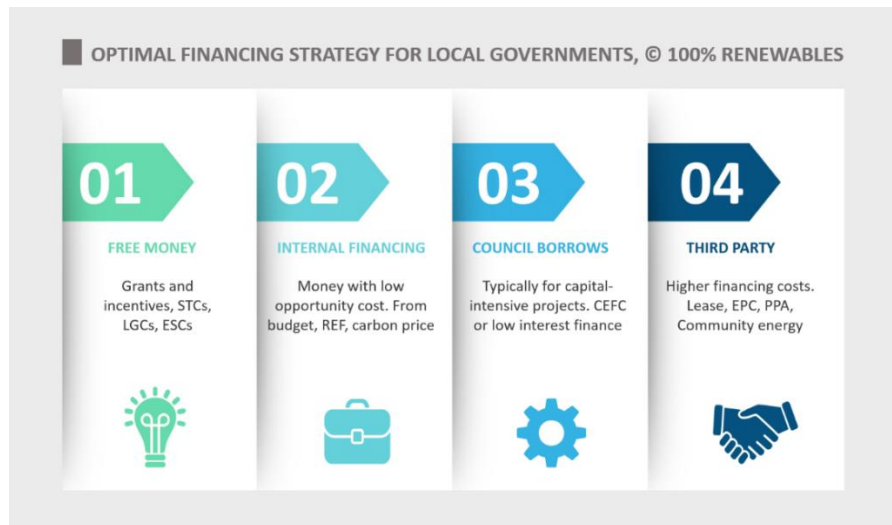 OPTIMAL FINANCING STRATEGY FOR LOCAL GOVERNMENTS, © 100% RENEWABLES
01
FREE MONEY
Grants and
incentives, STCs,
LGCs, ESCs
02
INTERNAL FINANCING
Money with low
opportunity cost. From
budget, REF, carbon price
03
COUNCIL BORROWS
Typically for capital-
intensive projects. CEFC
or low interest finance
04
THIRD PARTY
Higher financing costs.
Lease, EPC, PPA,
Community energy